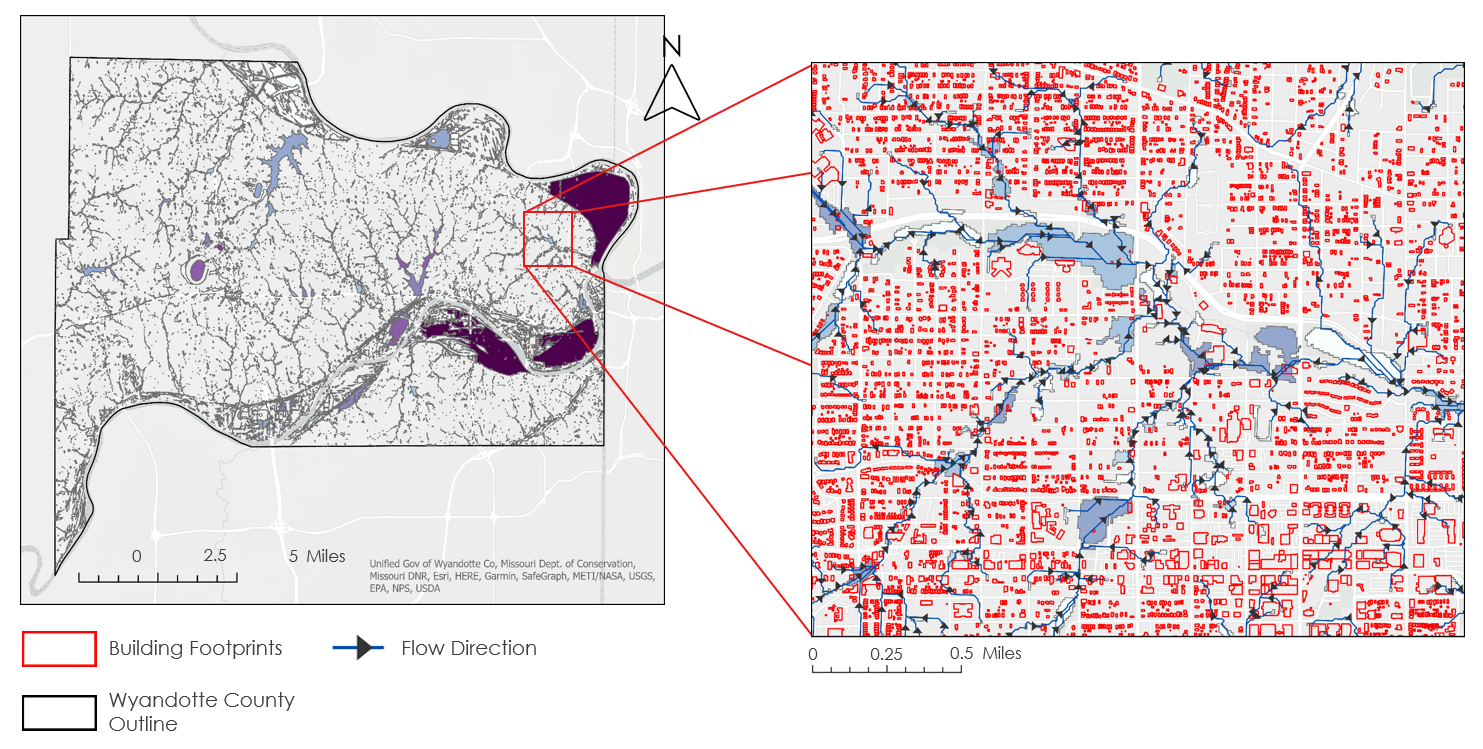 N
0 2.5 5 Miles
Unified Gov of Wyandotte Co, Missouri Dept. of Conservation,
Missouri DNR, Esri, HERE, Garmin, SafeGraph, METI/NASA, USGS,
EPA, NPS, USDA
0 0.25 0.5 Miles
Building Footprints
Flow Direction
Wyandotte County
Outline